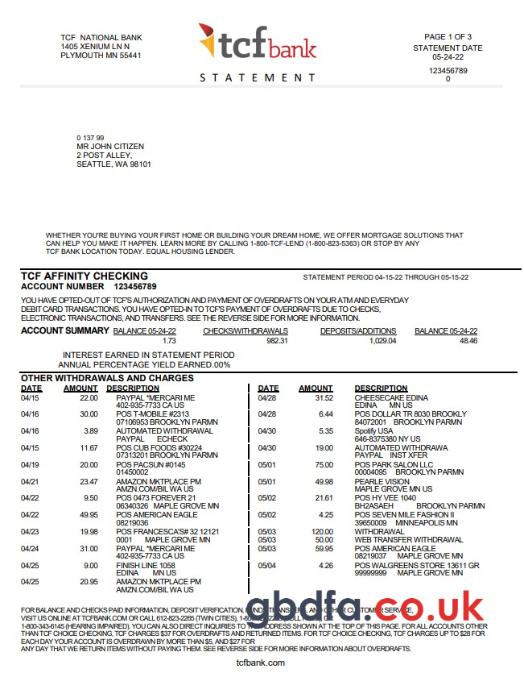 TCF NATIONAL BANK
1405 XENIUM LN N
PLYMOUTH MN 55441
tcfbank
STATEMENT
PAGE 1 OF 3
STATEMENT DATE
05-24-22
123456789
0
0 137 99
MR JOHN CITIZEN
2 POST ALLEY,
SEATTLE, WA 98101
WHETHER YOU'RE BUYING YOUR FIRST HOME OR BUILDING YOUR DREAM HOME, WE OFFER MORTGAGE SOLUTIONS THAT
CAN HELP YOU MAKE IT HAPPEN. LEARN MORE BY CALLING 1-800-TCF-LEND (1-800-823-5363) OR STOP BY ANY
TCF BANK LOCATION TODAY. EQUAL HOUSING LENDER.
TCF AFFINITY CHECKING STATEMENT PERIOD 04-15-22 THROUGH 05-15-22
ACCOUNT NUMBER 123456789
YOU HAVE OPTED-OUT OF TCF'S AUTHORIZATION AND PAYMENT OF OVERDRAFTS ON YOUR ATM AND EVERYDAY
DEBIT CARD TRANSACTIONS. YOU HAVE OPTED-IN TO TCF'S PAYMENT OF OVERDRAFTS DUE TO CHECKS,
ELECTRONIC TRANSACTIONS, AND TRANSFERS. SEE THE REVERSE SIDE FOR MORE INFORMATION.
ACCOUNT SUMMARY BALANCE 05-24-22 CHECKS/WITHDRAWALS DEPOSITS/ADDITIONS BALANCE 05-24-22
1.73 982.31 1,029.04 48.46
INTEREST EARNED IN STATEMENT PERIOD
ANNUAL PERCENTAGE YIELD EARNED.00%
OTHER WITHDRAWALS AND CHARGES
DATE AMOUNT DESCRIPTION
04/15 22.00 PAYPAL *MERCARI ME
402-935-7733 CA US
04/16 30.00 POS T-MOBILE #2313
07106953 BROOKLYN PARMN
04/16 3.89 AUTOMATED WITHDRAWAL
PAYPAL ECHECK
04/15 11.67 POS CUB FOODS #30224
07313201 BROOKLYN PARMN
04/19 20.00 POS PACSUN #0145
01450002
04/21 23.47 AMAZON MKTPLACE PM
AMZN.COM/BIL WA US
04/22 9.50 POS 0473 FOREVER 21
06340326 MAPLE GROVE MN
04/22 49.95 POS AMERICAN EAGLE
08219036
04/23 19.98 POS FRANCESCA'S# 32 12121
0001 MAPLE GROVE MN
04/24 31.00 PAYPAL *MERCARI ME
402-935-7733 CA US
04/25 9.00 FINISH LINE 1058
EDINA MN US
04/25 20.95 AMAZON MKTPLACE PM
AMZN.COM/BIL WA US
DATE AMOUNT DESCRIPTION
04/28 31.52 CHEESECAKE EDINA
EDINA MN US
04/28 6.44 POS DOLLAR TR 8030 BROOKLY
84072001 BROOKLYN PARMN
04/30 5.35 Spotify USA
646-8375380 NY US
04/30 19.00 AUTOMATED WITHDRAWA
PAYPAL INST XFER
05/01 75.00 POS PARK SALON LLC
00004095 BROOKLYN PARMN
05/01 49.98 PEARLE VISION
MAPLE GROVE MN US
05/02 21.61 POS HY VEE 1040
BH2ASAEH BROOKLYN PARMN
05/02 4.25 POS SEVEN MILE FASHION II
39650009 MINNEAPOLIS MN
05/03 120.00 WITHDRAWAL
05/03 50.00 WEB TRANSFER WITHDRAWAL
05/03 59.95 POS AMERICAN EAGLE
08219037 MAPLE GROVE MN
05/04 4.26 POS WALGREENS STORE 13611 GR
99999999 MAPLE GROVE MN
FOR BALANCE AND CHECKS PAID INFORMATION, DEPOSIT VERIFICATION, FUNDS TRANSFERS, AND OTHER CUSTOMER SERVICE,
VISIT US ONLINE AT TCFBANK.COM OR CALL 612-823-2265 (TWIN CITIES),
1-800-343-6145 (HEARING IMPAIRED). YOU CAN ALSO DIRECT INQUIRIES TO THE ADDRESS SHOWN AT THE TOP OF THIS PAGE. FOR ALL ACCOUNTS OTHER
THAN TCF CHOICE CHECKING, TCF CHARGES $37 FOR OVERDRAFTS AND RETURNED ITEMS. FOR TCF CHOICE CHECKING, TCF CHARGES UP TO $28 FOR
EACH DAY YOUR ACCOUNT IS OVERDRAWN BY MORE THAN $5, AND $27 FOR
ANY DAY THAT WE RETURN ITEMS WITHOUT PAYING THEM. SEE REVERSE SIDE FOR MORE INFORMATION ABOUT OVERDRAFTS.
gbdfa.co.uk
tcfbank.com